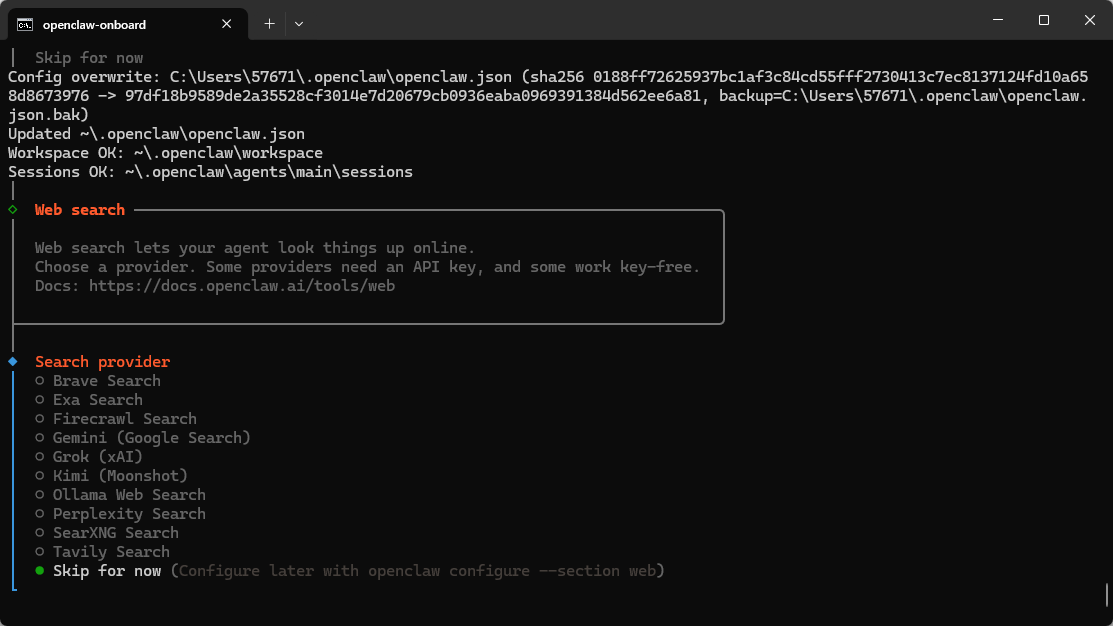 openclaw-onboard
Skip for now
Config overwrite: C:\Users\57671\.openclaw\openclaw.json (sha256 0188ff7262593​7bc1af3c84cd55fff2730413c7ec8137124fd10a65
8d8673976 -> 97df18b9589de2a35528cf3014e7d20679cb0936eaba0969391384d562ee6a81, backup=C:\Users\57671\.openclaw\openclaw.
json.bak)
Updated ~\.openclaw\openclaw.json
Workspace OK: ~\.openclaw\workspace
Sessions OK: ~\.openclaw\agents\main\sessions
Web search
Web search lets your agent look things up online.
Choose a provider. Some providers need an API key, and some work key-free.
Docs: https://docs.openclaw.ai/tools/web
Search provider
Brave Search
Exa Search
Firecrawl Search
Gemini (Google Search)
Grok (xAI)
Kimi (Moonshot)
Ollama Web Search
Perplexity Search
SearXNG Search
Tavily Search
Skip for now (Configure later with openclaw configure --section web)